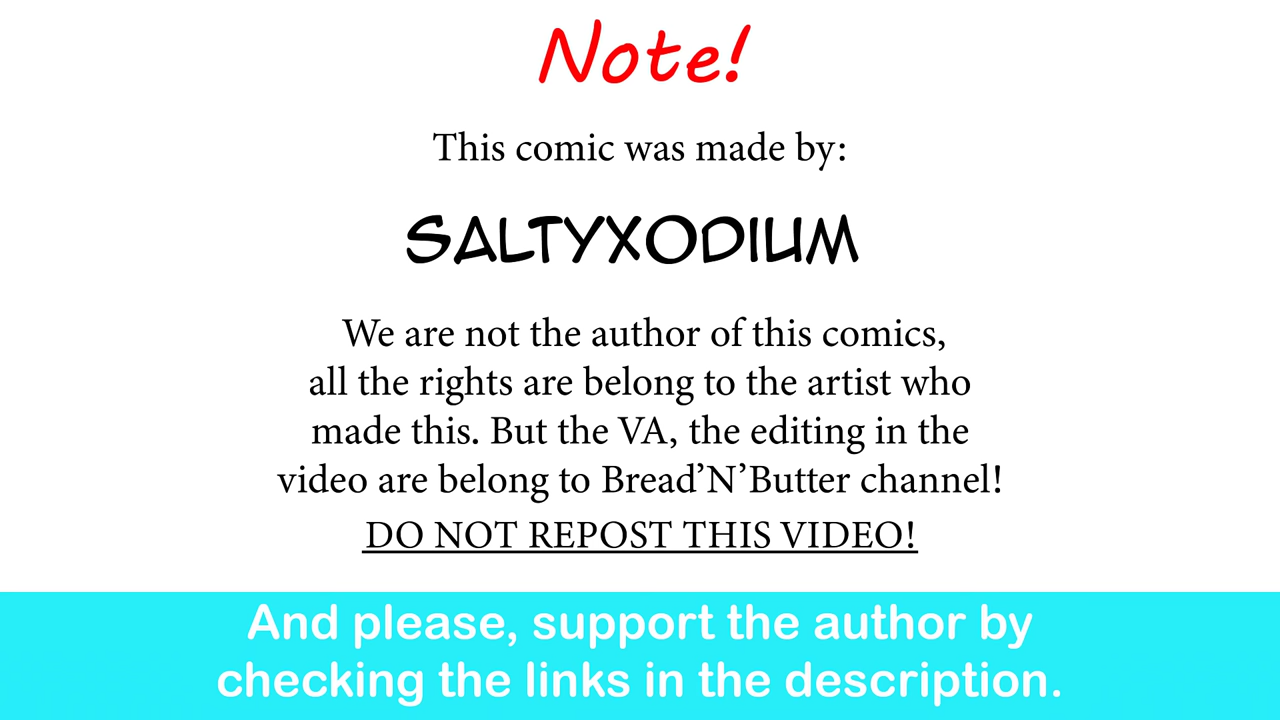 Note!
This comic was made by:
SALTYXODIUM
We are not the author of this comics,
all the rights are belong to the artist who
made this. But the VA, the editing in the
video are belong to Bread’N’Butter channel!
DO NOT REPOST THIS VIDEO!
And please, support the author by
checking the links in the description.